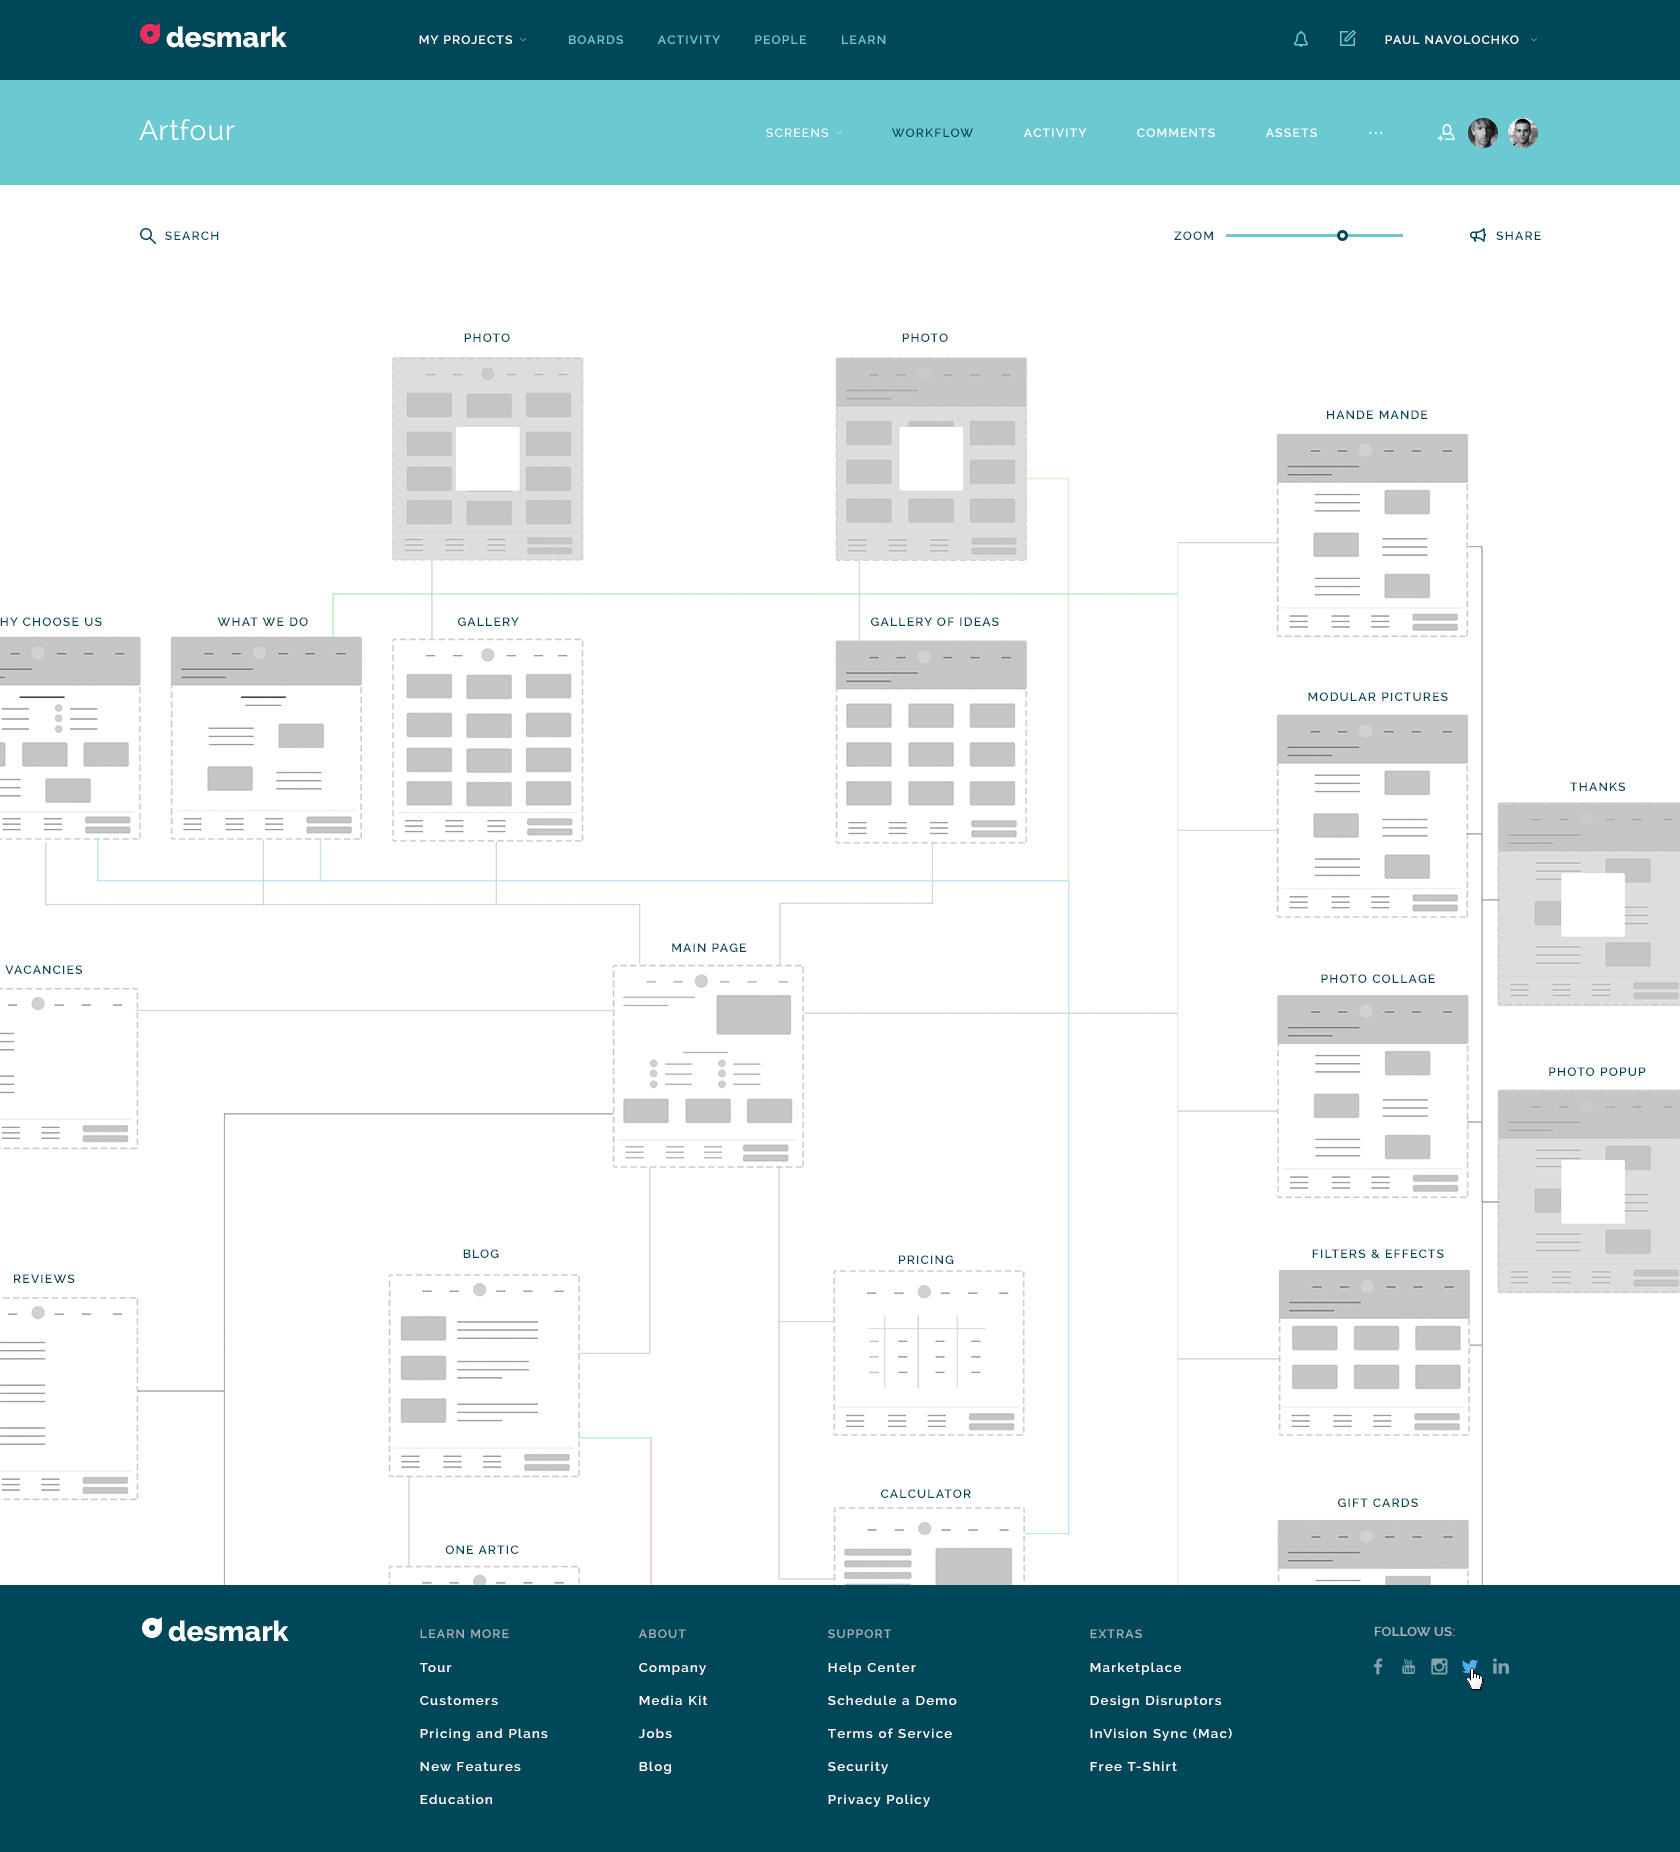 desmark
MY PROJECTS
BOARDS
ACTIVITY
PEOPLE
LEARN
PAUL NAVOLOCHKO
Artfour
SCREENS
WORKFLOW
ACTIVITY
COMMENTS
ASSETS
SEARCH
ZOOM
SHARE
PHOTO
PHOTO
HANDE MANDE
HY CHOOSE US
WHAT WE DO
GALLERY
GALLERY OF IDEAS
MODULAR PICTURES
THANKS
MAIN PAGE
VACANCIES
PHOTO COLLAGE
PHOTO POPUP
BLOG
PRICING
FILTERS & EFFECTS
REVIEWS
CALCULATOR
GIFT CARDS
ONE ARTIC
desmark
LEARN MORE
Tour
Customers
Pricing and Plans
New Features
Education
ABOUT
Company
Media Kit
Jobs
Blog
SUPPORT
Help Center
Schedule a Demo
Terms of Service
Security
Privacy Policy
EXTRAS
Marketplace
Design Disruptors
InVision Sync (Mac)
Free T-Shirt
FOLLOW US: